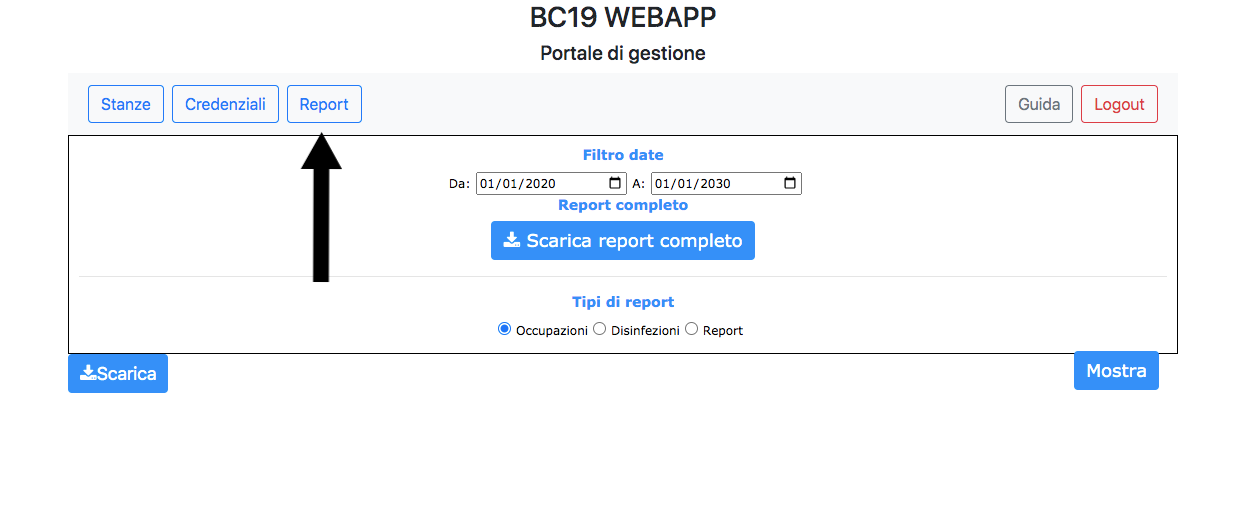 BC19 WEBAPP
Portale di gestione
Stanze Credenziali Report Guida Logout
Filtro date
Da: 01/01/2020 A: 01/01/2030
Report completo
Scarica report completo
Tipi di report
Occupazioni Disinfezioni Report
Scarica Mostra